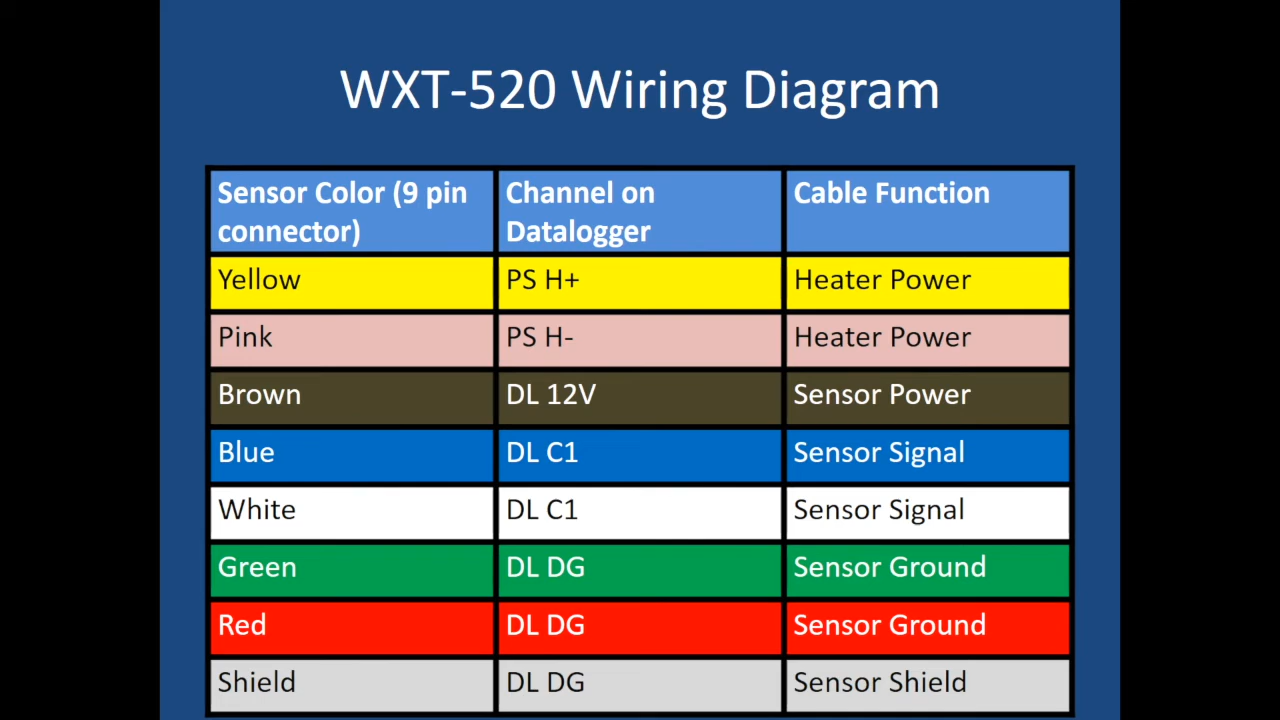 WXT-520 Wiring Diagram
Sensor Color (9 pin connector) Channel on Datalogger Cable Function
Yellow PS H+ Heater Power
Pink PS H- Heater Power
Brown DL 12V Sensor Power
Blue DL C1 Sensor Signal
White DL C1 Sensor Signal
Green DL DG Sensor Ground
Red DL DG Sensor Ground
Shield DL DG Sensor Shield